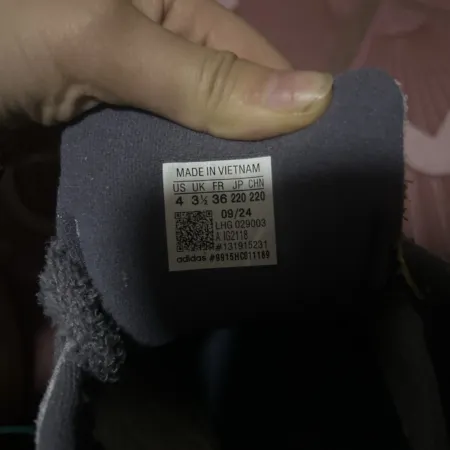 MADE IN VIETNAM
US UK FR JP CHN
4 3½ 36 220 220
09/24
LHG 029003
A IG2118
#131915231
adidas #9915HC011169